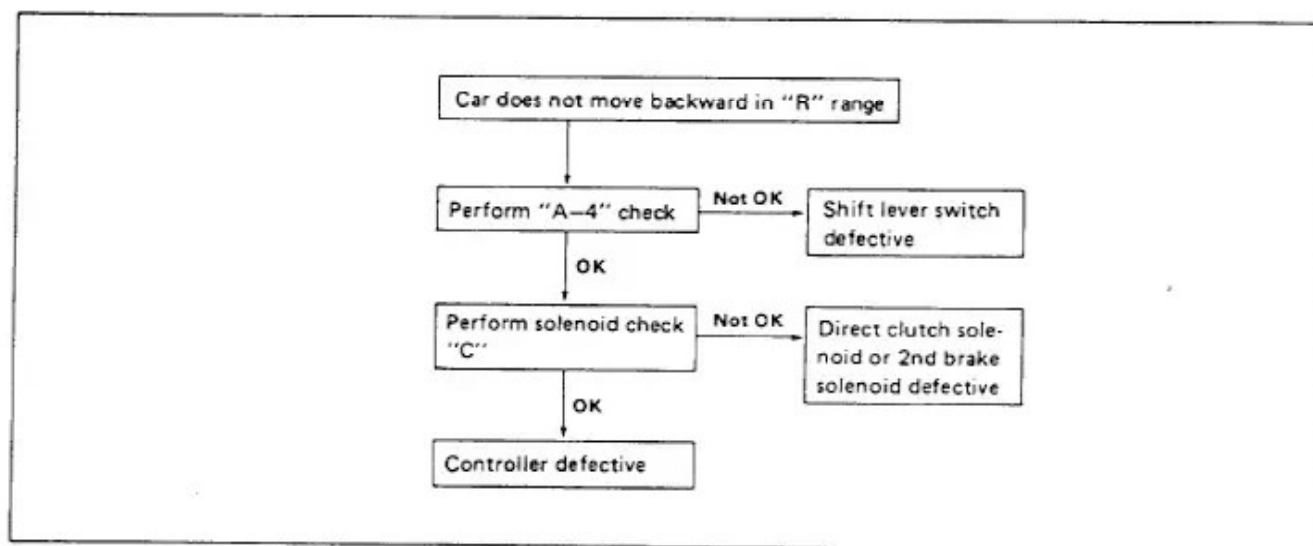 Car does not move backward in "R" range
Perform "A–4" check
Not OK
Shift lever switch
defective
OK
Perform solenoid check
"C"
Not OK
Direct clutch sole-
noid or 2nd brake
solenoid defective
OK
Controller defective